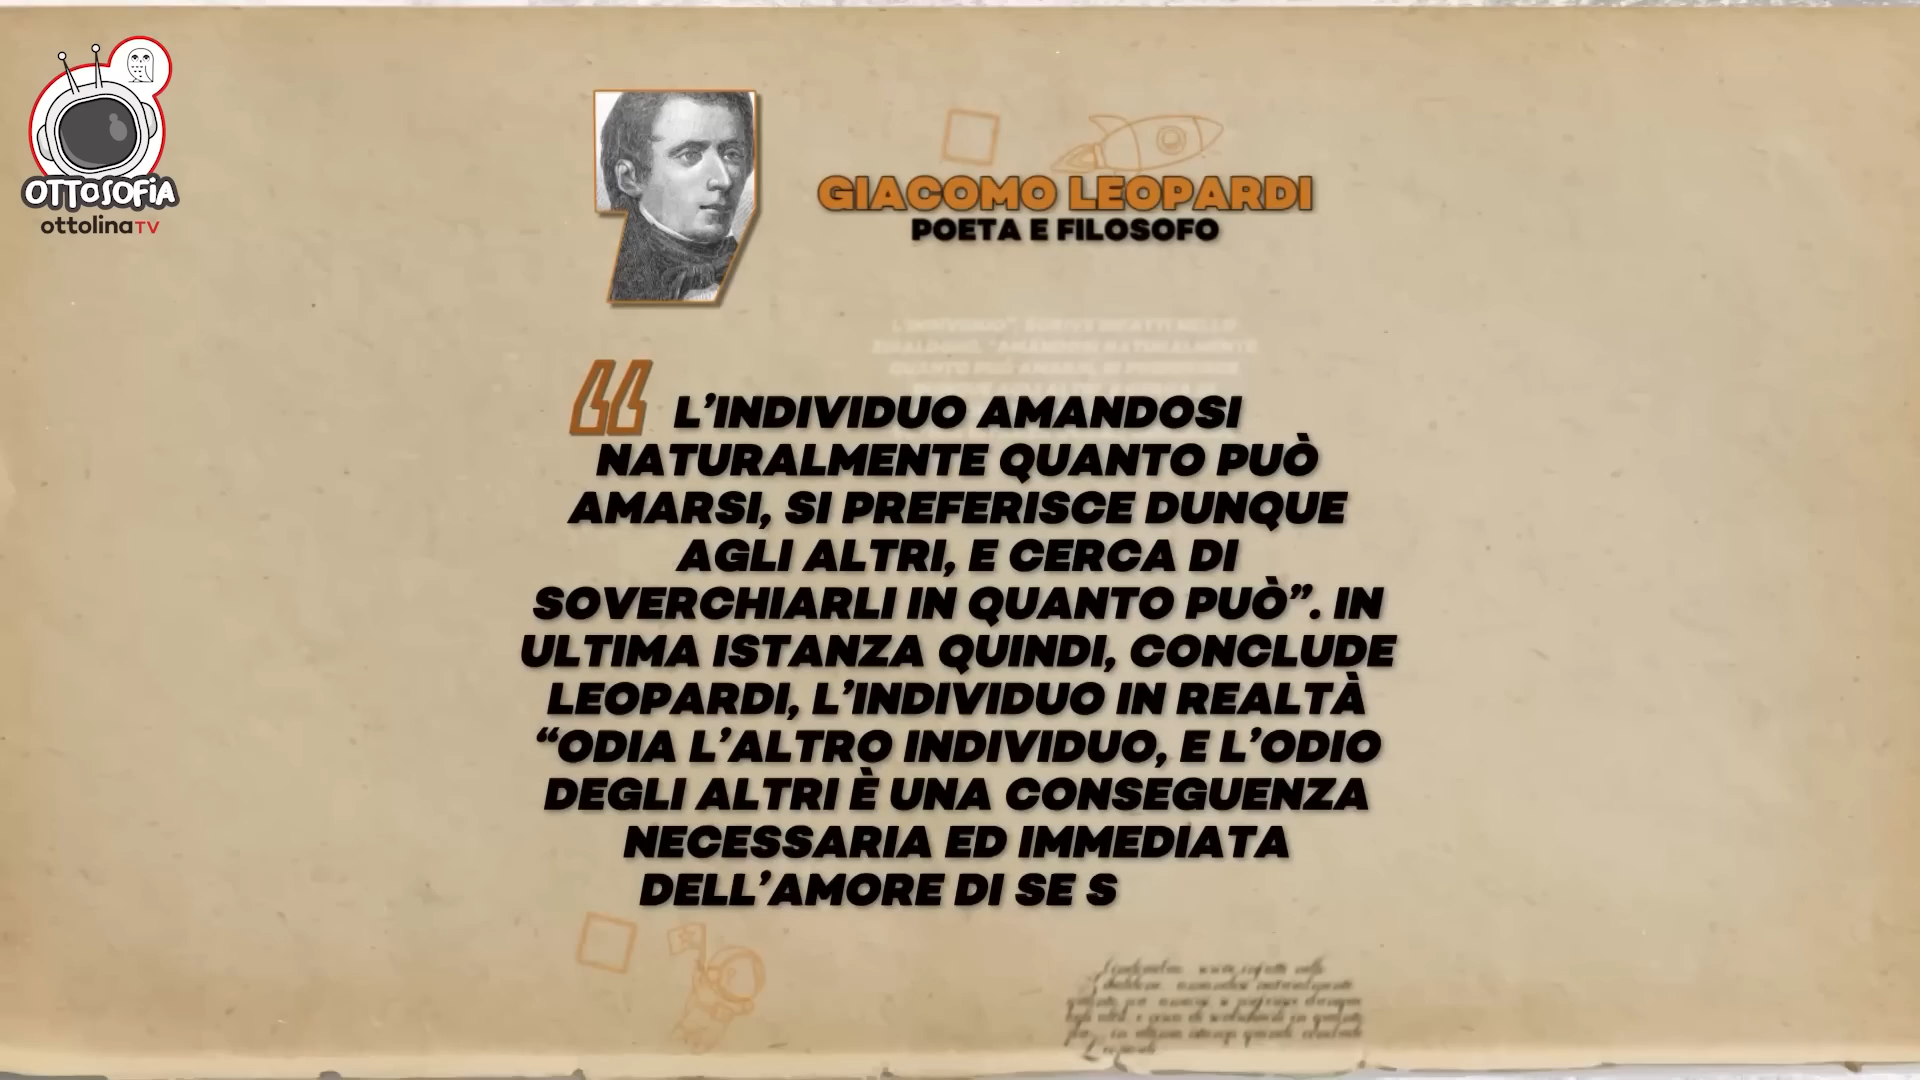 OTTOSOFIA
ottolinaTV
GIACOMO LEOPARDI
POETA E FILOSOFO
“ L’INDIVIDUO AMANDOSI
NATURALMENTE QUANTO PUÒ
AMARSI, SI PREFERISCE DUNQUE
AGLI ALTRI, E CERCA DI
SOVERCHIARLI IN QUANTO PUÒ”. IN
ULTIMA ISTANZA QUINDI, CONCLUDE
LEOPARDI, L’INDIVIDUO IN REALTÀ
“ODIA L’ALTRO INDIVIDUO, E L’ODIO
DEGLI ALTRI È UNA CONSEGUENZA
NECESSARIA ED IMMEDIATA
DELL’AMORE DI SE S